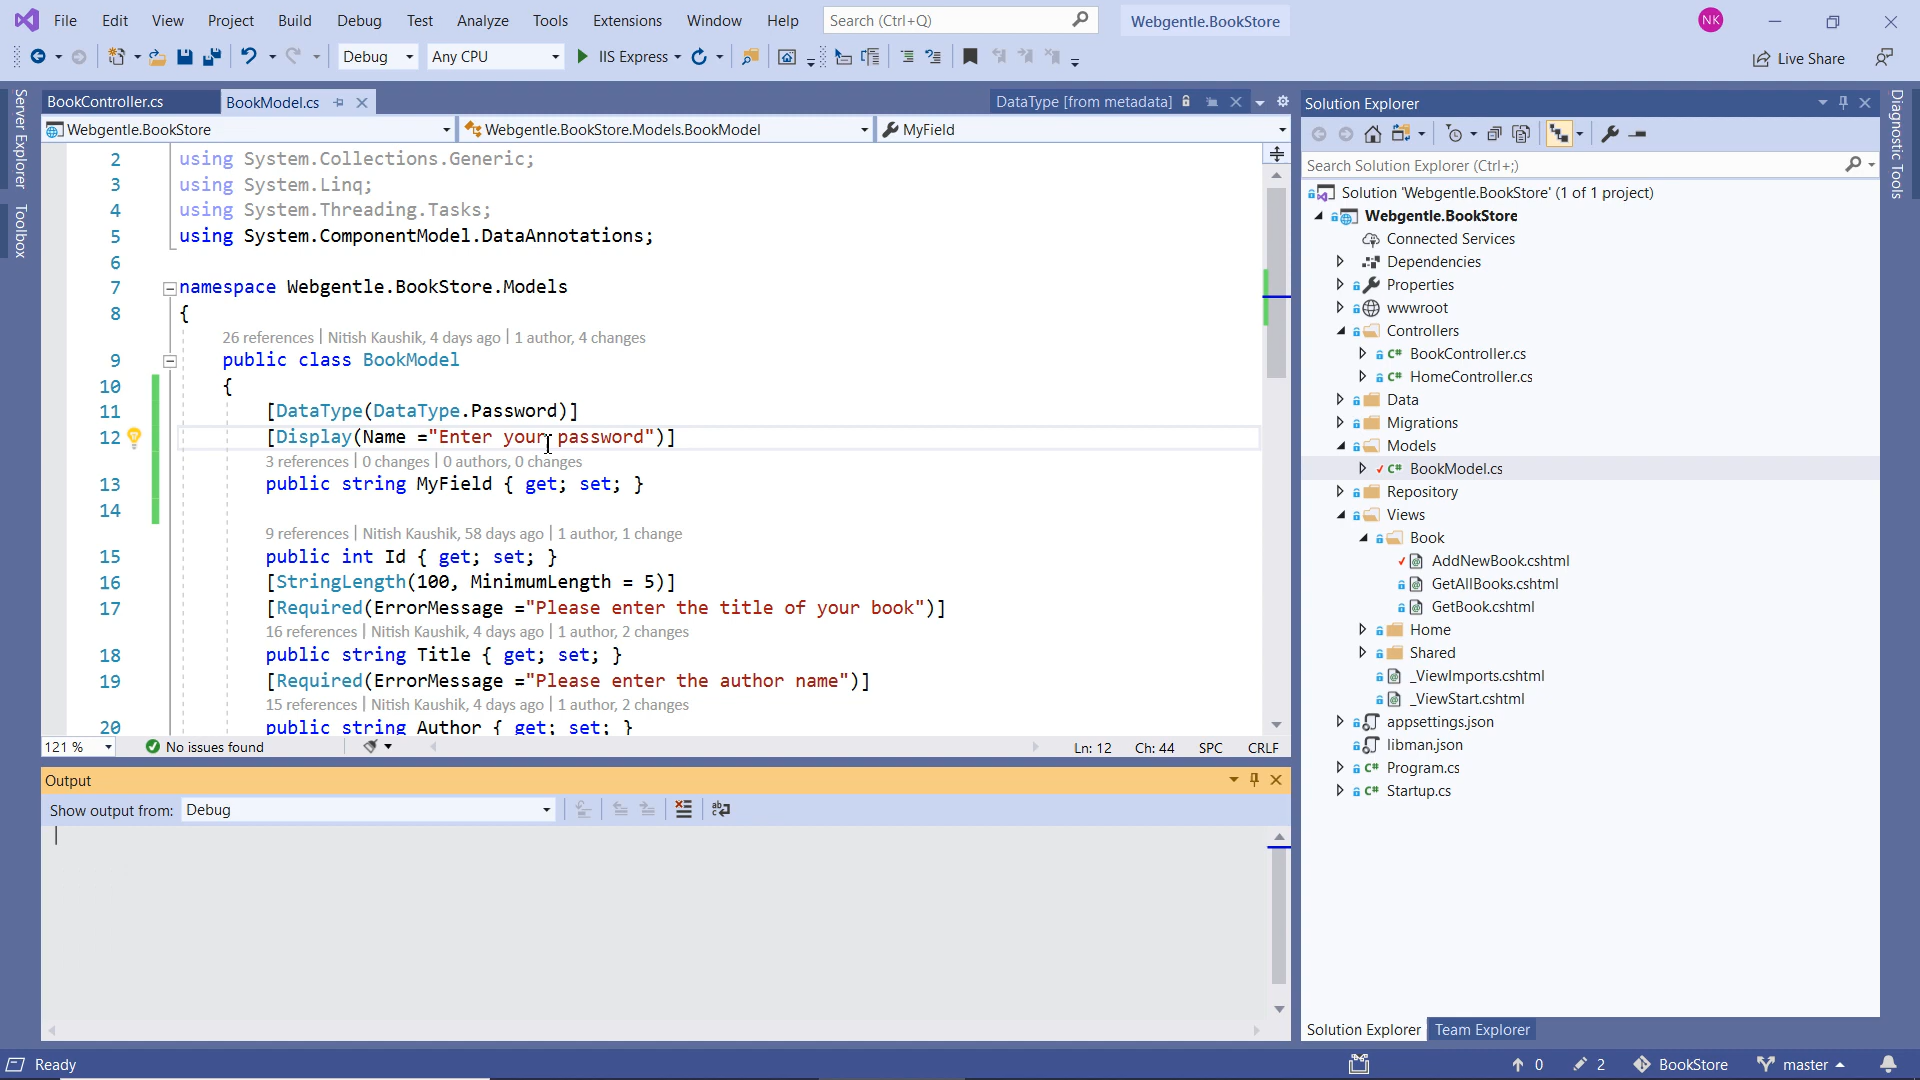 File Edit View Project Build Debug Test Analyze Tools Extensions Window Help Search (Ctrl+Q) Webgentle.BookStore NK
Debug Any CPU IIS Express Live Share
Server Explorer
Toolbox
BookController.cs BookModel.cs DataType [from metadata]
Webgentle.BookStore Webgentle.BookStore.Models.BookModel MyField
2 using System.Collections.Generic;
3 using System.Linq;
4 using System.Threading.Tasks;
5 using System.ComponentModel.DataAnnotations;
6
7 namespace Webgentle.BookStore.Models
8 {
26 references | Nitish Kaushik, 4 days ago | 1 author, 4 changes
9 public class BookModel
10 {
11 [DataType(DataType.Password)]
12 [Display(Name ="Enter your password")]
3 references | 0 changes | 0 authors, 0 changes
13 public string MyField { get; set; }
14
9 references | Nitish Kaushik, 58 days ago | 1 author, 1 change
15 public int Id { get; set; }
16 [StringLength(100, MinimumLength = 5)]
17 [Required(ErrorMessage ="Please enter the title of your book")]
16 references | Nitish Kaushik, 4 days ago | 1 author, 2 changes
18 public string Title { get; set; }
19 [Required(ErrorMessage ="Please enter the author name")]
15 references | Nitish Kaushik, 4 days ago | 1 author, 2 changes
20 public string Author { get; set; }
121 % No issues found Ln: 12 Ch: 44 SPC CRLF
Output
Show output from: Debug
Solution Explorer
Search Solution Explorer (Ctrl+;)
Solution 'Webgentle.BookStore' (1 of 1 project)
Webgentle.BookStore
Connected Services
Dependencies
Properties
wwwroot
Controllers
C# BookController.cs
C# HomeController.cs
Data
Migrations
Models
C# BookModel.cs
Repository
Views
Book
AddNewBook.cshtml
GetAllBooks.cshtml
GetBook.cshtml
Home
Shared
_ViewImports.cshtml
_ViewStart.cshtml
appsettings.json
libman.json
C# Program.cs
C# Startup.cs
Solution Explorer Team Explorer
Diagnostic Tools
Ready 0 2 BookStore master